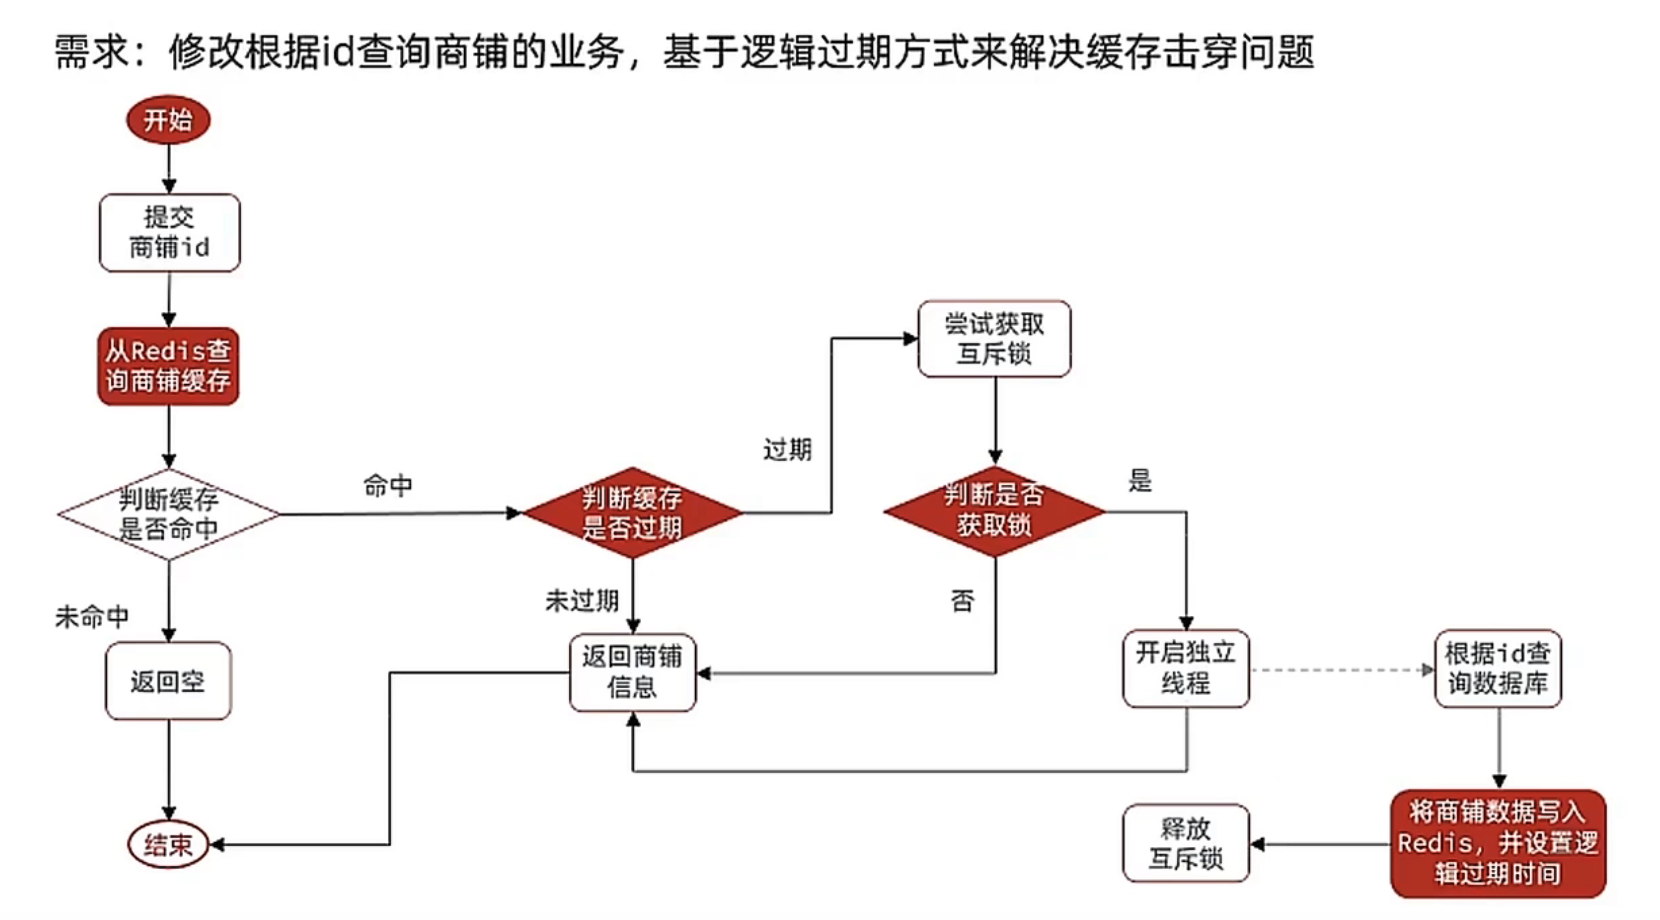 需求：修改根据id查询商铺的业务，基于逻辑过期方式来解决缓存击穿问题
开始
提交
商铺id
从Redis查
询商铺缓存
判断缓存
是否命中
命中
未命中
返回空
结束
判断缓存
是否过期
过期
未过期
返回商铺
信息
尝试获取
互斥锁
判断是否
获取锁
是
否
开启独立
线程
根据id查
询数据库
将商铺数据写入
Redis，并设置逻
辑过期时间
释放
互斥锁